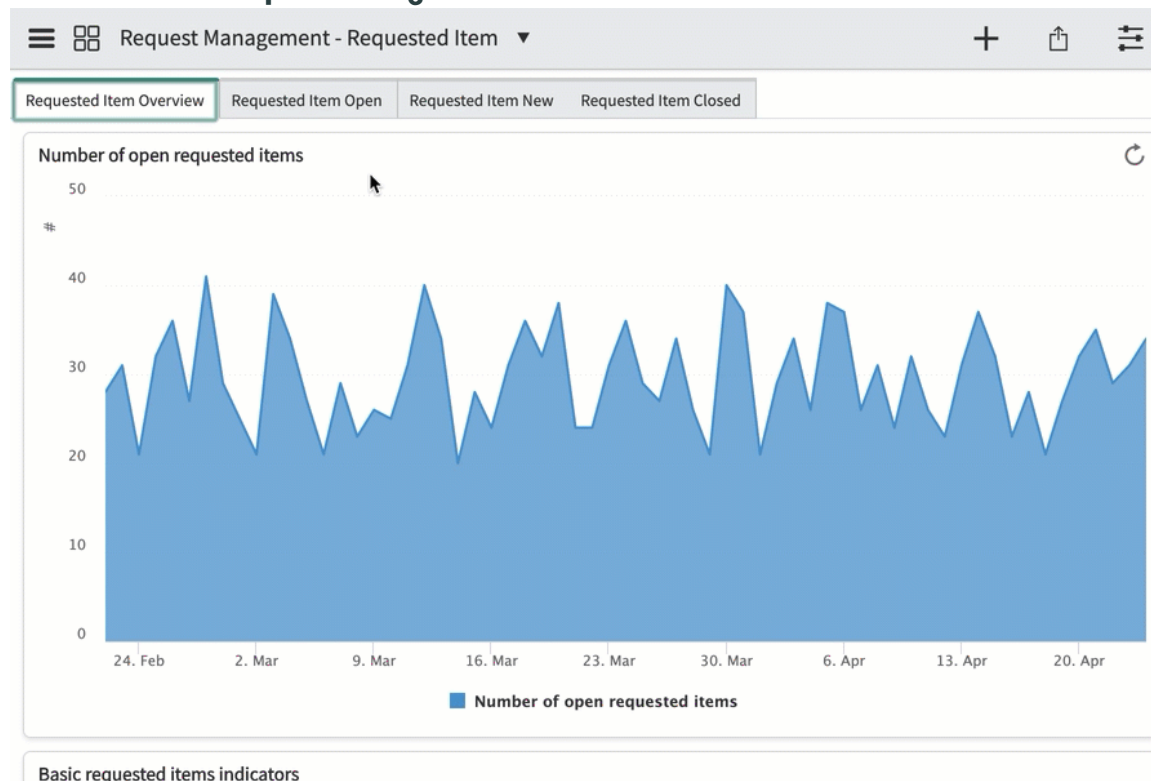 Request Management - Requested Item
Requested Item Overview Requested Item Open Requested Item New Requested Item Closed
Number of open requested items
50
#
40
30
20
10
0
24. Feb 2. Mar 9. Mar 16. Mar 23. Mar 30. Mar 6. Apr 13. Apr 20. Apr
Number of open requested items
Basic requested items indicators